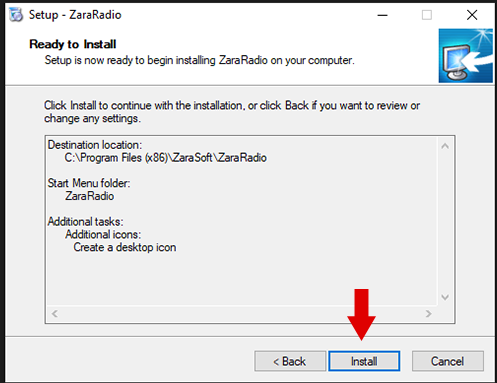 Setup - ZaraRadio
Ready to Install
Setup is now ready to begin installing ZaraRadio on your computer.
Click Install to continue with the installation, or click Back if you want to review or
change any settings.
Destination location:
C:\Program Files (x86)\ZaraSoft\ZaraRadio
Start Menu folder:
ZaraRadio
Additional tasks:
Additional icons:
Create a desktop icon
< Back
Install
Cancel